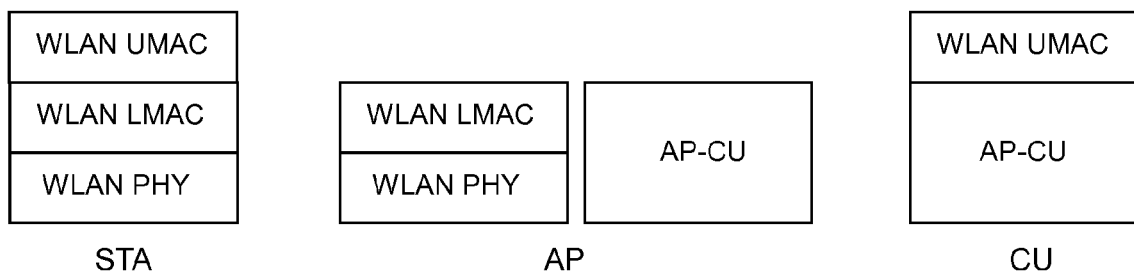 WLAN UMAC
WLAN LMAC
WLAN PHY
STA
WLAN LMAC
WLAN PHY
AP-CU
AP
WLAN UMAC
AP-CU
CU